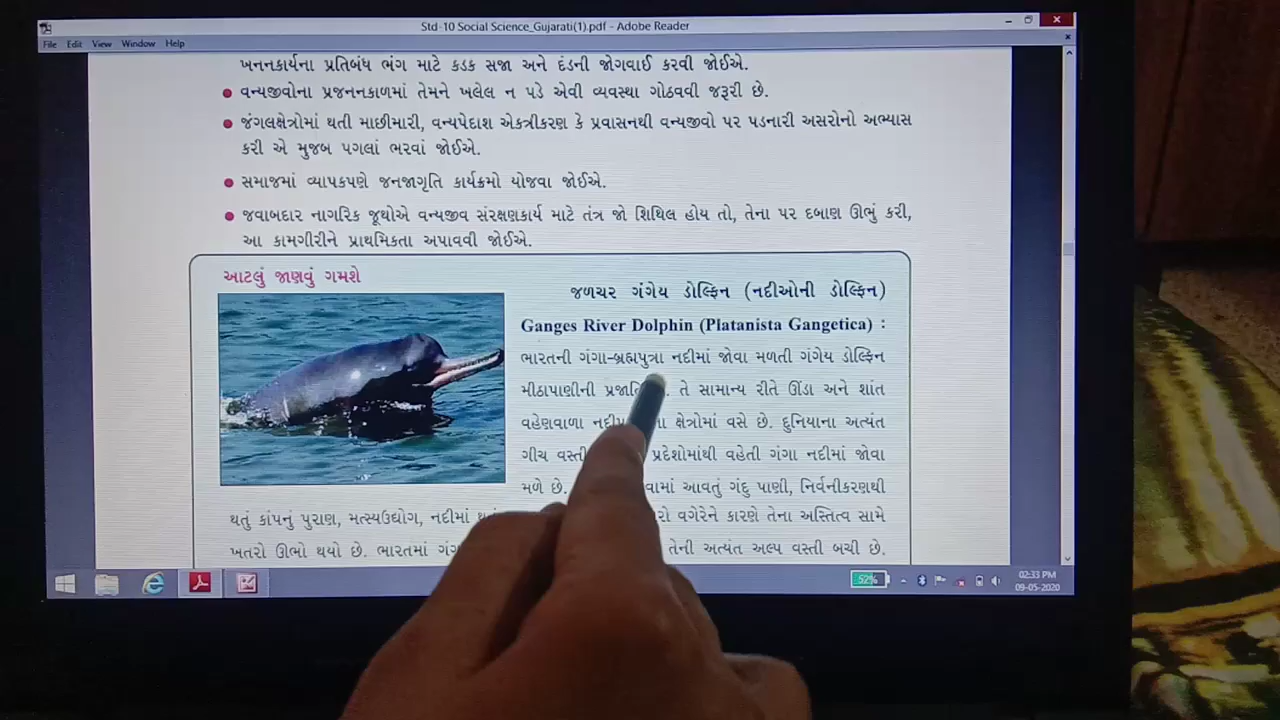 Std-10 Social Science_Gujarati(1).pdf - Adobe Reader
File Edit View Window Help
ખનનકાર્યના પ્રતિબંધ ભંગ માટે કડક સજા અને દંડની જોગવાઈ કરવી જોઈએ.
વન્યજીવોના પ્રજનનકાળમાં તેમને ખલેલ ન પડે એવી વ્યવસ્થા ગોઠવવી જરૂરી છે.
જંગલક્ષેત્રોમાં થતી માછીમારી, વન્યપેદાશ એકત્રીકરણ કે પ્રવાસનથી વન્યજીવો પર પડનારી અસરોનો અભ્યાસ
કરી એ મુજબ પગલાં ભરવાં જોઈએ.
સમાજમાં વ્યાપકપણે જનજાગૃતિ કાર્યક્રમો યોજવા જોઈએ.
જવાબદાર નાગરિક જૂથોએ વન્યજીવ સંરક્ષણકાર્ય માટે તંત્ર જો શિથિલ હોય તો, તેના પર દબાણ ઊભું કરી,
આ કામગીરીને પ્રાથમિકતા અપાવવી જોઈએ.
આટલું જાણવું ગમશે
જળચર ગંગેય ડોલ્ફિન (નદીઓની ડોલ્ફિન)
Ganges River Dolphin (Platanista Gangetica) :
ભારતની ગંગા-બ્રહ્મપુત્રા નદીમાં જોવા મળતી ગંગેય ડોલ્ફિન
મીઠાપાણીની તે સામાન્ય રીતે ઊંડા અને શાંત
વહેણવાળા ક્ષેત્રોમાં વસે છે. દુનિયાના અત્યંત
ગીચ પ્રદેશોમાંથી વહેતી ગંગા નદીમાં જોવા
મળે છે. આવતું ગંદુ પાણી, નિર્વનીકરણથી
થતું કાંપનું પુરાણ, મત્સ્યઉદ્યોગ, નદીમાં વગેરેને કારણે તેના અસ્તિત્વ સામે
ખતરો ઊભો થયો છે. ભારતમાં તેની અત્યંત અલ્પ વસ્તી બચી છે.
52%
02:33 PM
09-05-2020